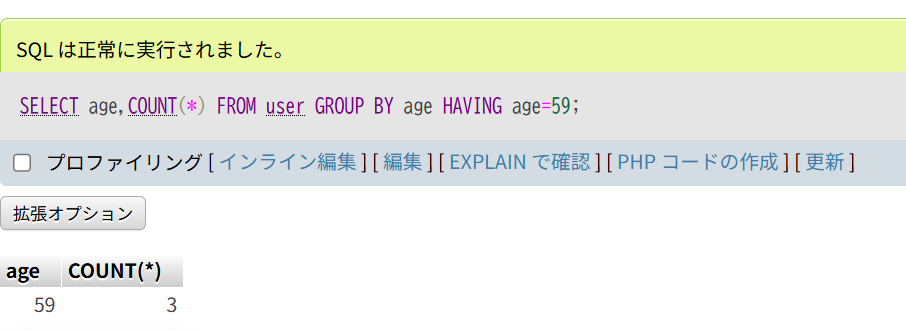 SQL は正常に実行されました。
SELECT age,COUNT(*) FROM user GROUP BY age HAVING age=59;
プロファイリング [ インライン編集 ] [ 編集 ] [ EXPLAIN で確認 ] [ PHP コードの作成 ] [ 更新 ]
拡張オプション
age COUNT(*)
59 3